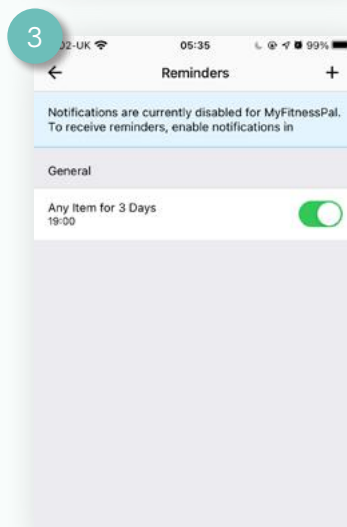 3
02-UK 05:35 99%
Reminders
Notifications are currently disabled for MyFitnessPal.
To receive reminders, enable notifications in
General
Any Item for 3 Days
19:00